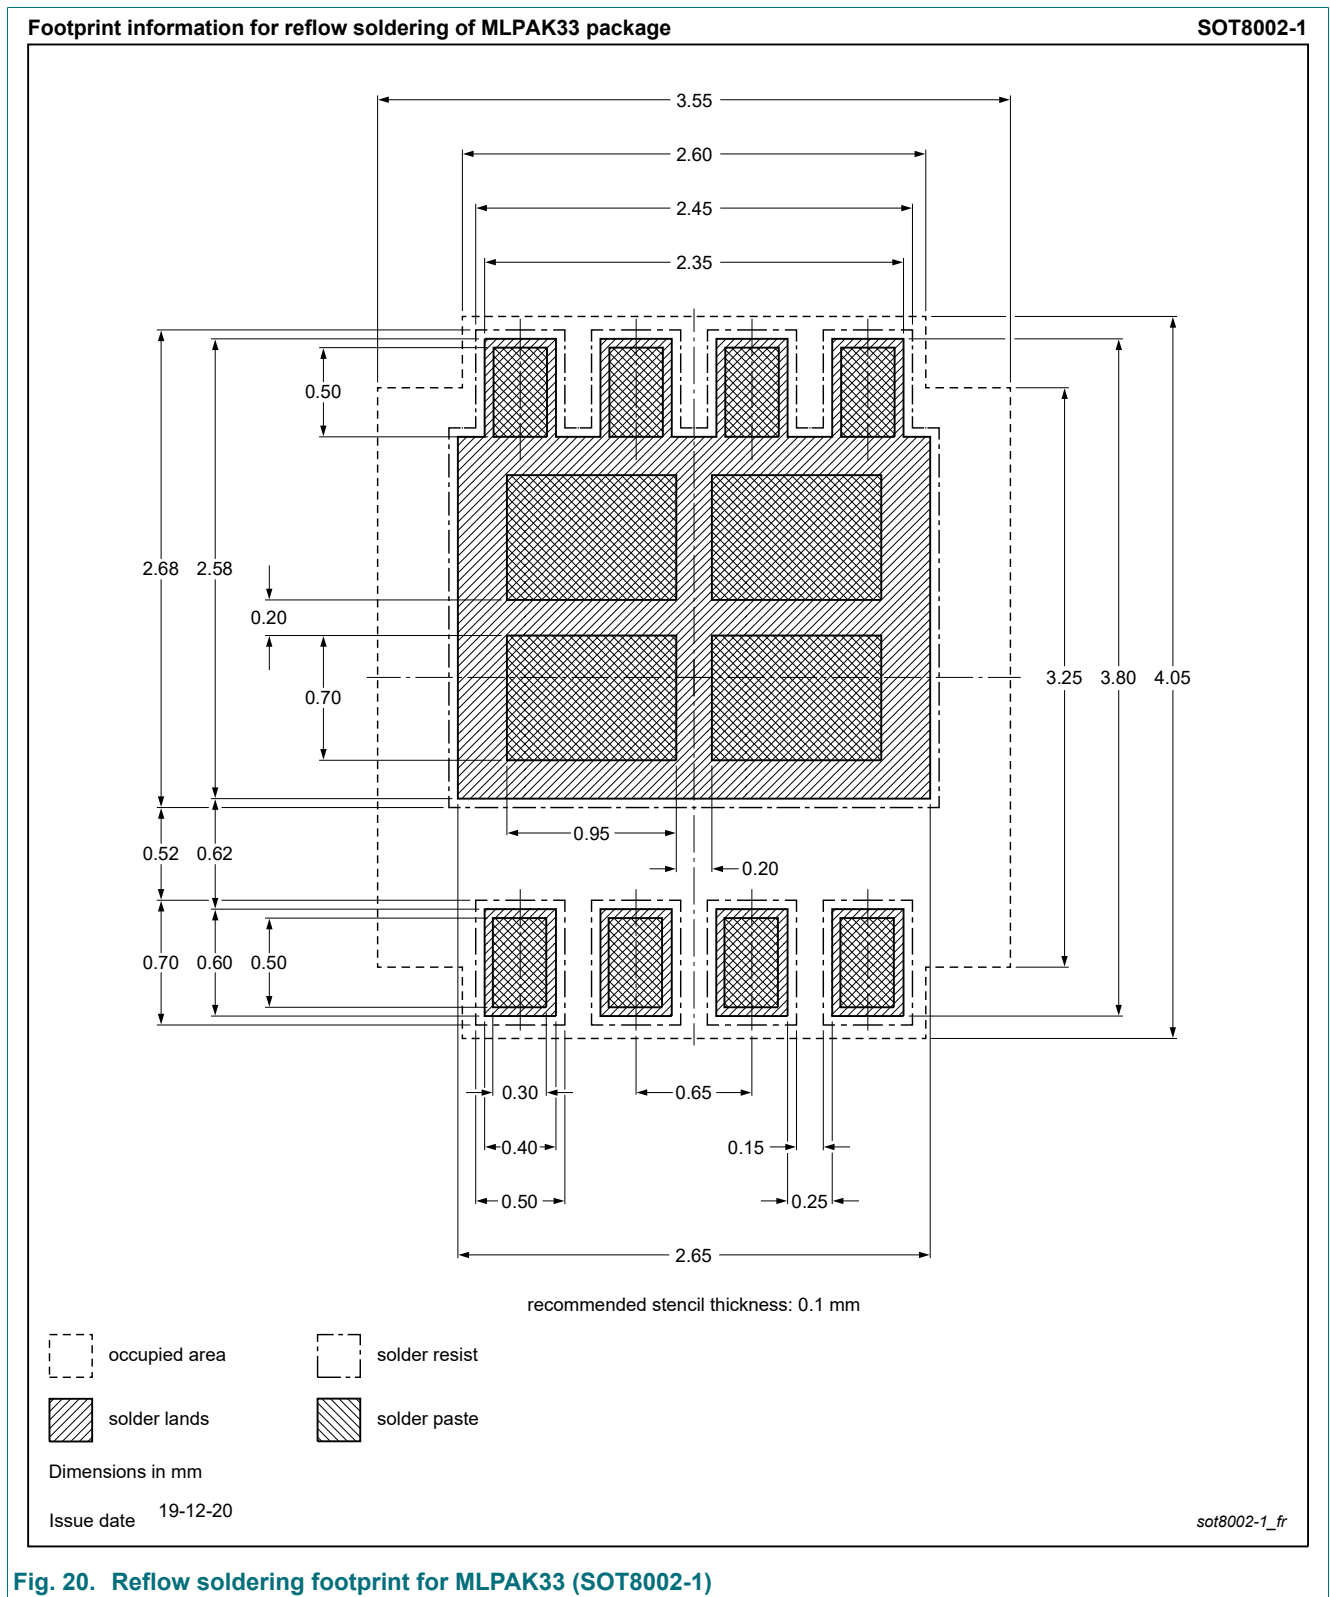 Footprint information for reflow soldering of MLPAK33 package SOT8002-1
3.55
2.60
2.45
2.35
0.50
2.68 2.58
0.20
0.70
3.25 3.80 4.05
0.95
0.52 0.62
0.20
0.70 0.60 0.50
0.30 0.65
0.40 0.15
0.50 0.25
2.65
recommended stencil thickness: 0.1 mm
occupied area solder resist
solder lands solder paste
Dimensions in mm
Issue date 19-12-20
sot8002-1_fr
Fig. 20. Reflow soldering footprint for MLPAK33 (SOT8002-1)